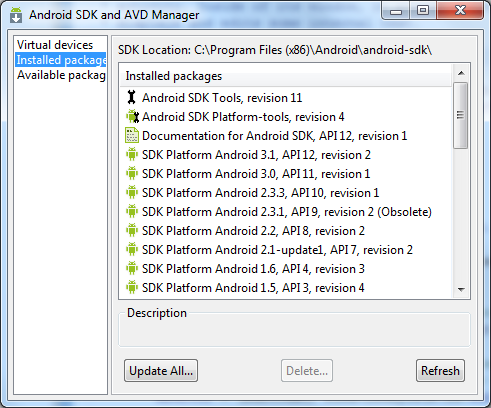 Android SDK and AVD Manager
Virtual devices
Installed package
Available packag
SDK Location: C:\Program Files (x86)\Android\android-sdk\
Installed packages
Android SDK Tools, revision 11
Android SDK Platform-tools, revision 4
Documentation for Android SDK, API 12, revision 1
SDK Platform Android 3.1, API 12, revision 2
SDK Platform Android 3.0, API 11, revision 1
SDK Platform Android 2.3.3, API 10, revision 1
SDK Platform Android 2.3.1, API 9, revision 2 (Obsolete)
SDK Platform Android 2.2, API 8, revision 2
SDK Platform Android 2.1-update1, API 7, revision 2
SDK Platform Android 1.6, API 4, revision 3
SDK Platform Android 1.5, API 3, revision 4
Description
Update All... Delete... Refresh